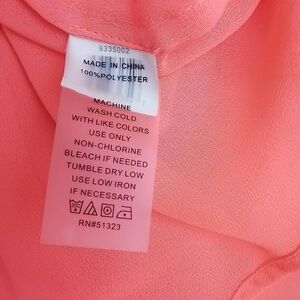 9335002
MADE IN CHINA
100%POLYESTER
MACHINE
WASH COLD
WITH LIKE COLORS
USE ONLY
NON-CHLORINE
BLEACH IF NEEDED
TUMBLE DRY LOW
USE LOW IRON
IF NECESSARY
RN#51323